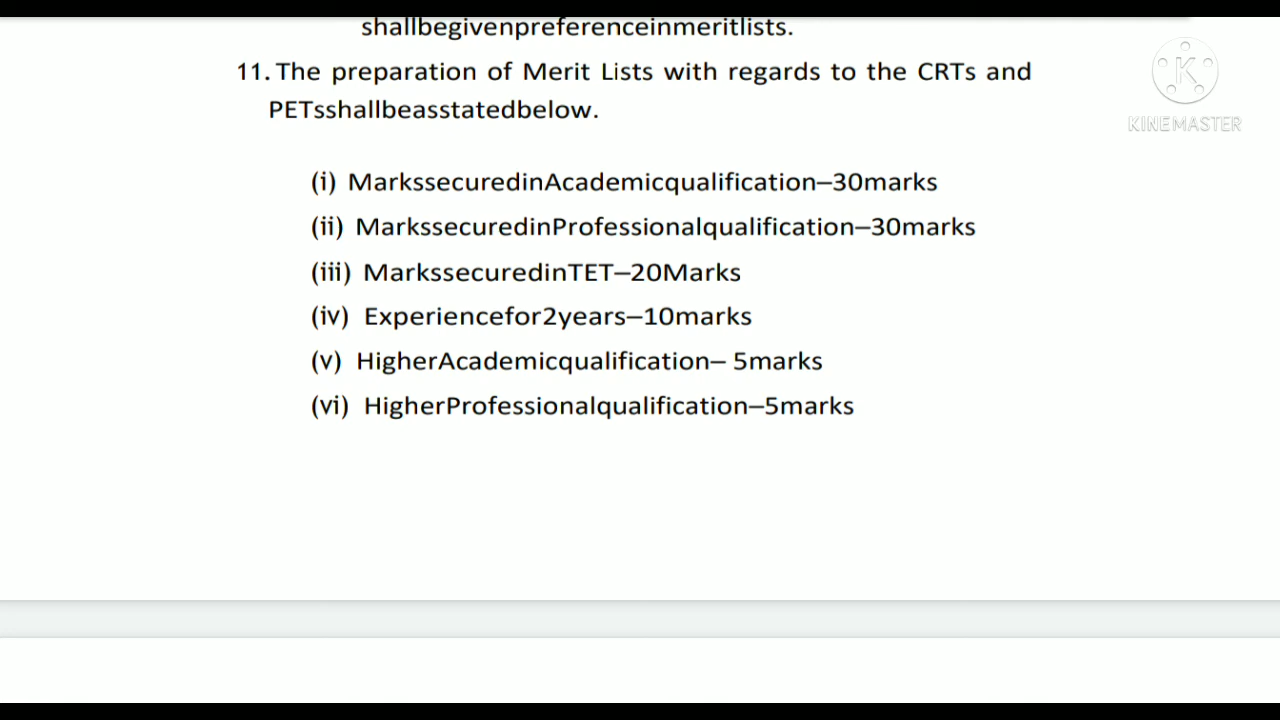 shallbegivenpreferenceinmeritlists.
11. The preparation of Merit Lists with regards to the CRTs and
PETsshallbeasstatedbelow.
K
KINEMASTER
(i) MarkssecuredinAcademicqualification–30marks
(ii) MarkssecuredinProfessionalqualification–30marks
(iii) MarkssecuredinTET–20Marks
(iv) Experiencefor2years–10marks
(v) HigherAcademicqualification– 5marks
(vi) HigherProfessionalqualification–5marks